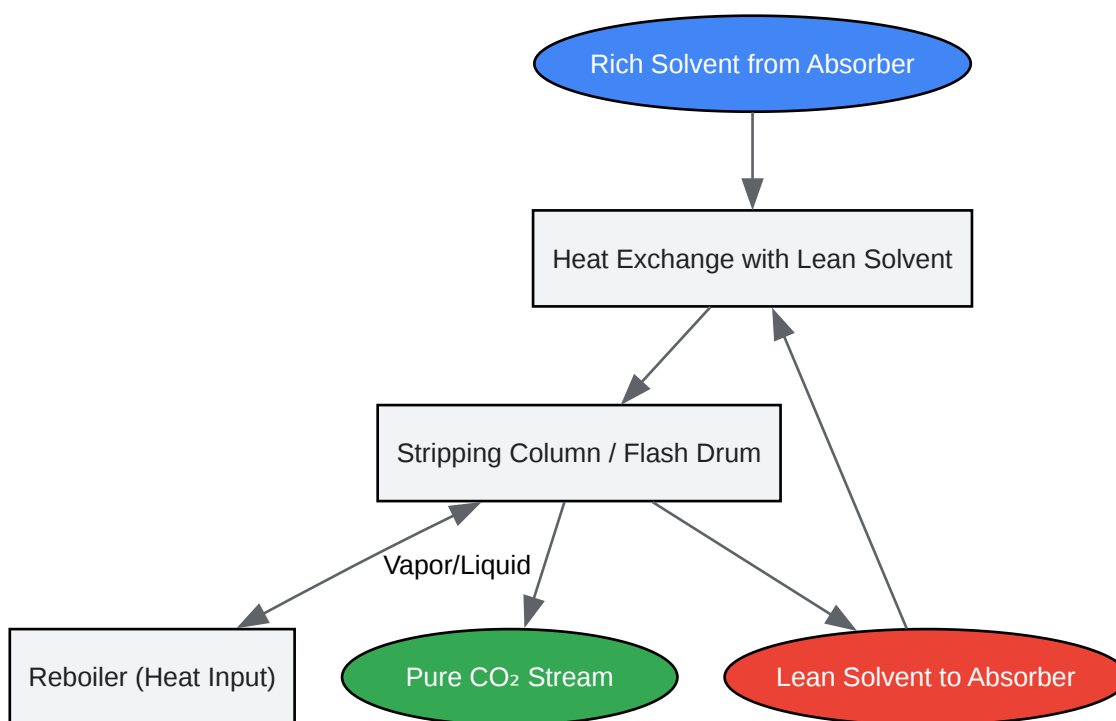 Rich Solvent from Absorber
Heat Exchange with Lean Solvent
Stripping Column / Flash Drum
Vapor/Liquid
Reboiler (Heat Input)
Pure CO₂ Stream
Lean Solvent to Absorber